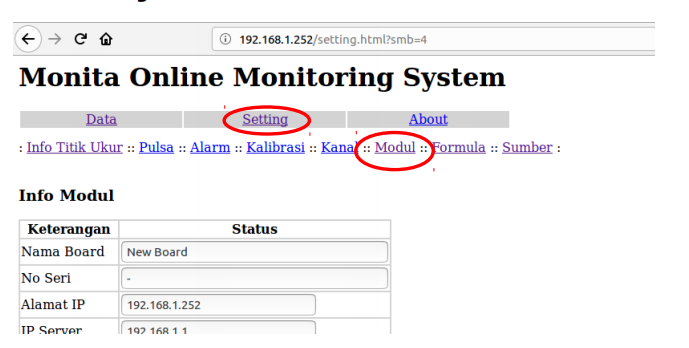 192.168.1.252/setting.html?smb=4
Monita Online Monitoring System
Data Setting About
: Info Titik Ukur :: Pulsa :: Alarm :: Kalibrasi :: Kanal :: Modul :: Formula :: Sumber :
Info Modul
Keterangan Status
Nama Board New Board
No Seri -
Alamat IP 192.168.1.252
IP Server 192.168.1.1